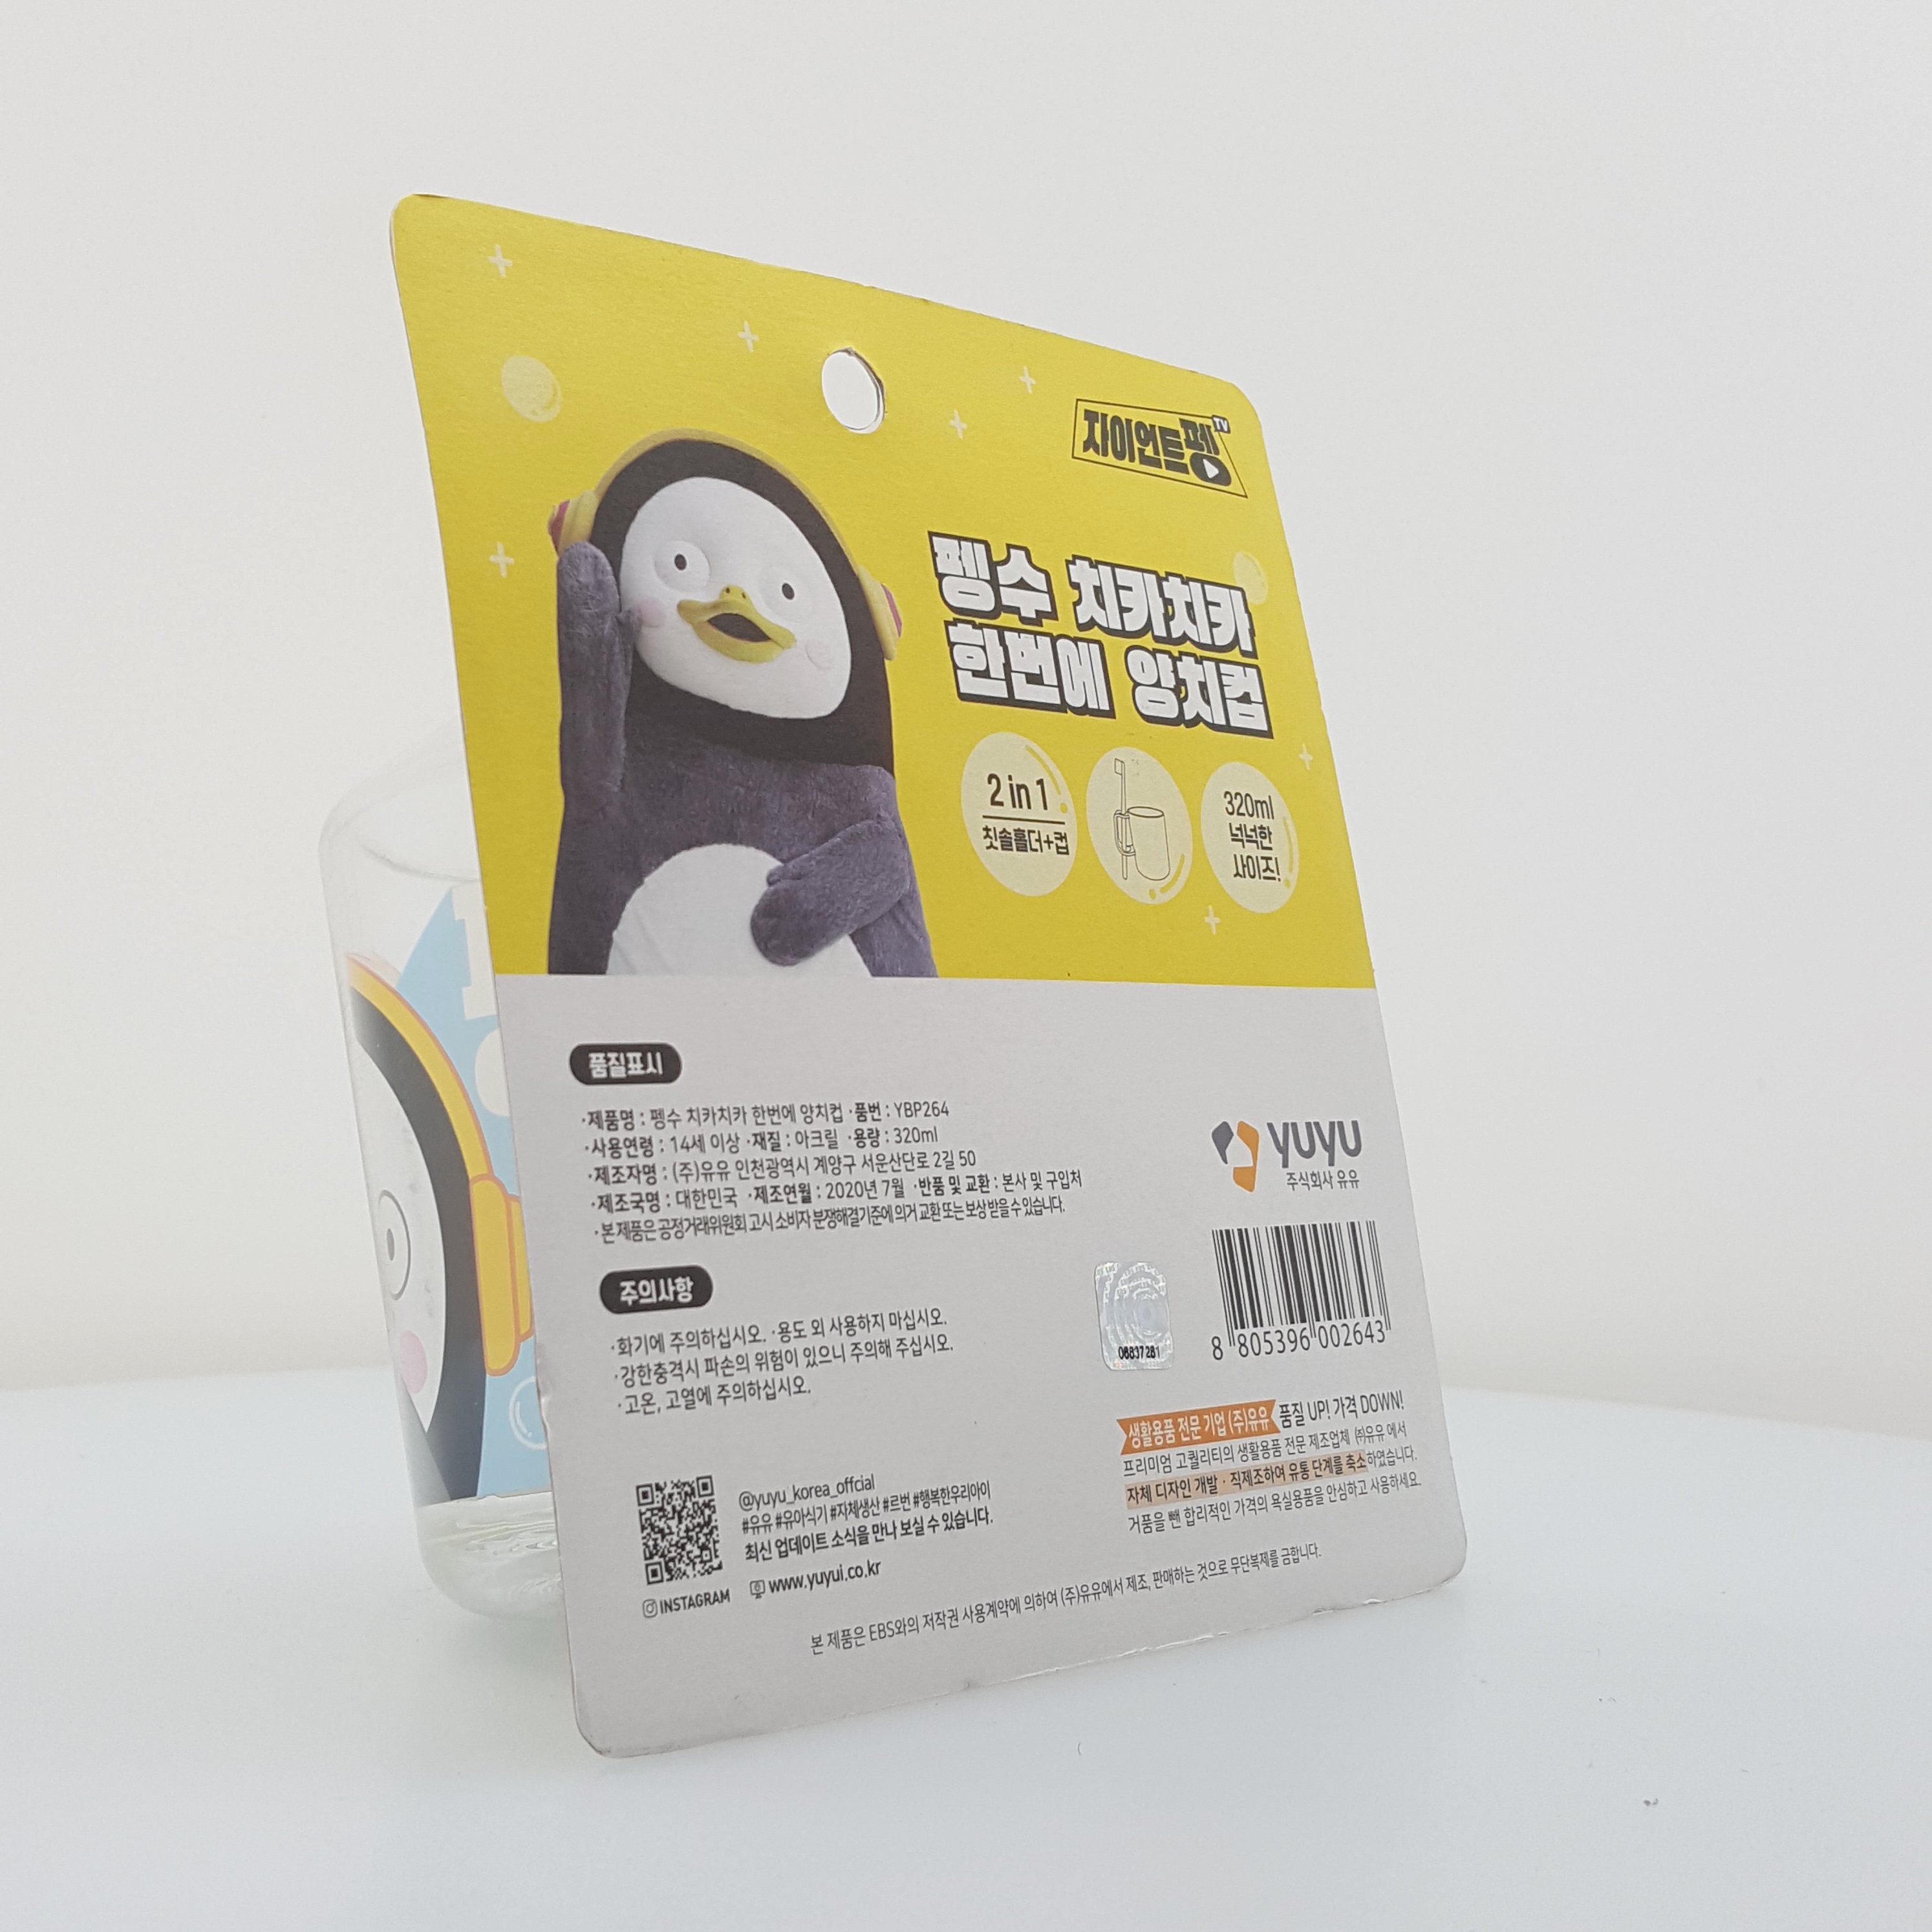 자이언트펭 TV
펭수 치카치카
한번에 양치컵
2 in 1
칫솔홀더+컵
320ml
넉넉한
사이즈!
품질표시
·제품명 : 펭수 치카치카 한번에 양치컵 ·품번 : YBP264
·사용연령 : 14세 이상 ·재질 : 아크릴 ·용량 : 320ml
·제조자명 : (주)유유 인천광역시 계양구 서운산단로 2길 50
·제조국명 : 대한민국 ·제조연월 : 2020년 7월 ·반품 및 교환 : 본사 및 구입처
·본 제품은 공정거래위원회 고시 소비자 분쟁해결기준에 의거 교환 또는 보상 받을 수 있습니다.
주의사항
·화기에 주의하십시오. ·용도 외 사용하지 마십시오.
·강한충격시 파손의 위험이 있으니 주의해 주십시오.
·고온, 고열에 주의하십시오.
YUYU
주식회사 유유
08837281
8 805396 002643
생활용품 전문 기업 (주)유유 품질 UP! 가격 DOWN!
프리미엄 고퀄리티의 생활용품 전문 제조업체 ㈜유유 에서
자체 디자인 개발 · 직제조하여 유통 단계를 축소하였습니다.
거품을 뺀 합리적인 가격의 욕실용품을 안심하고 사용하세요.
@yuyu_korea_offcial
#유유 #유아식기 #자체생산 #르번 #행복한우리아이
최신 업데이트 소식을 만나 보실 수 있습니다.
INSTAGRAM
www.yuyui.co.kr
본 제품은 EBS와의 저작권 사용계약에 의하여 (주)유유에서 제조, 판매하는 것으로 무단복제를 금합니다.